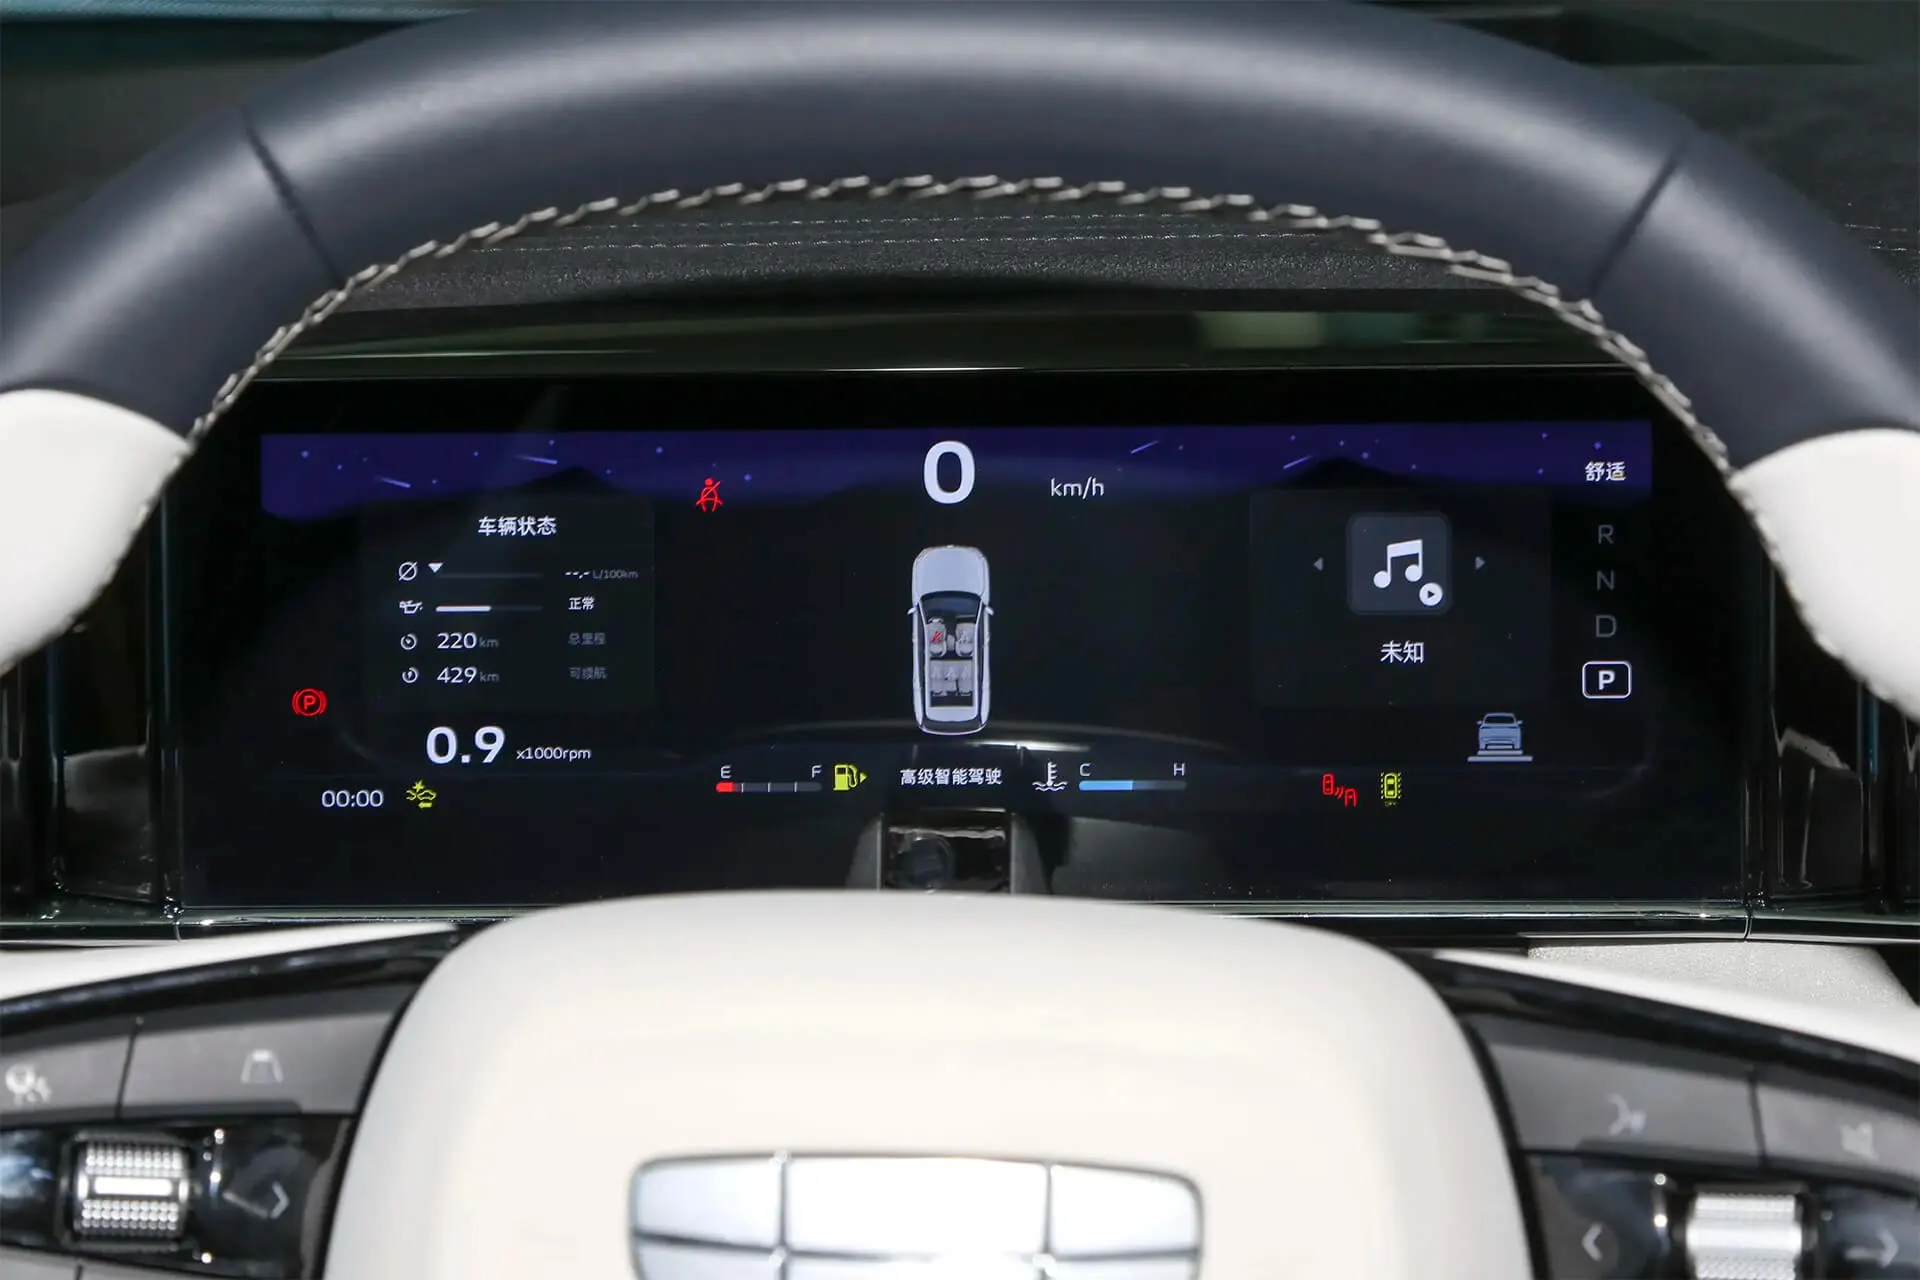 0 km/h
舒适
车辆状态
--.- L/100km
正常
220 km 总里程
429 km 可续航
R
N
D
P
未知
P
0.9 x1000rpm
E F
高级智能驾驶
C H
00:00
OFF